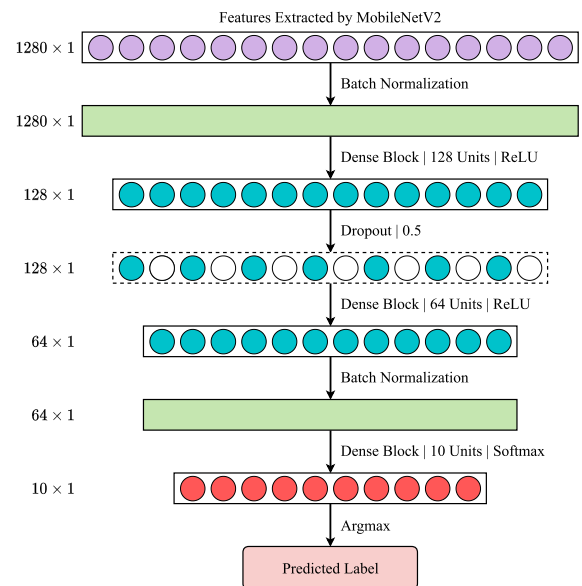 Features Extracted by MobileNetV2
1280 × 1
Batch Normalization
1280 × 1
Dense Block | 128 Units | ReLU
128 × 1
Dropout | 0.5
128 × 1
Dense Block | 64 Units | ReLU
64 × 1
Batch Normalization
64 × 1
Dense Block | 10 Units | Softmax
10 × 1
Argmax
Predicted Label